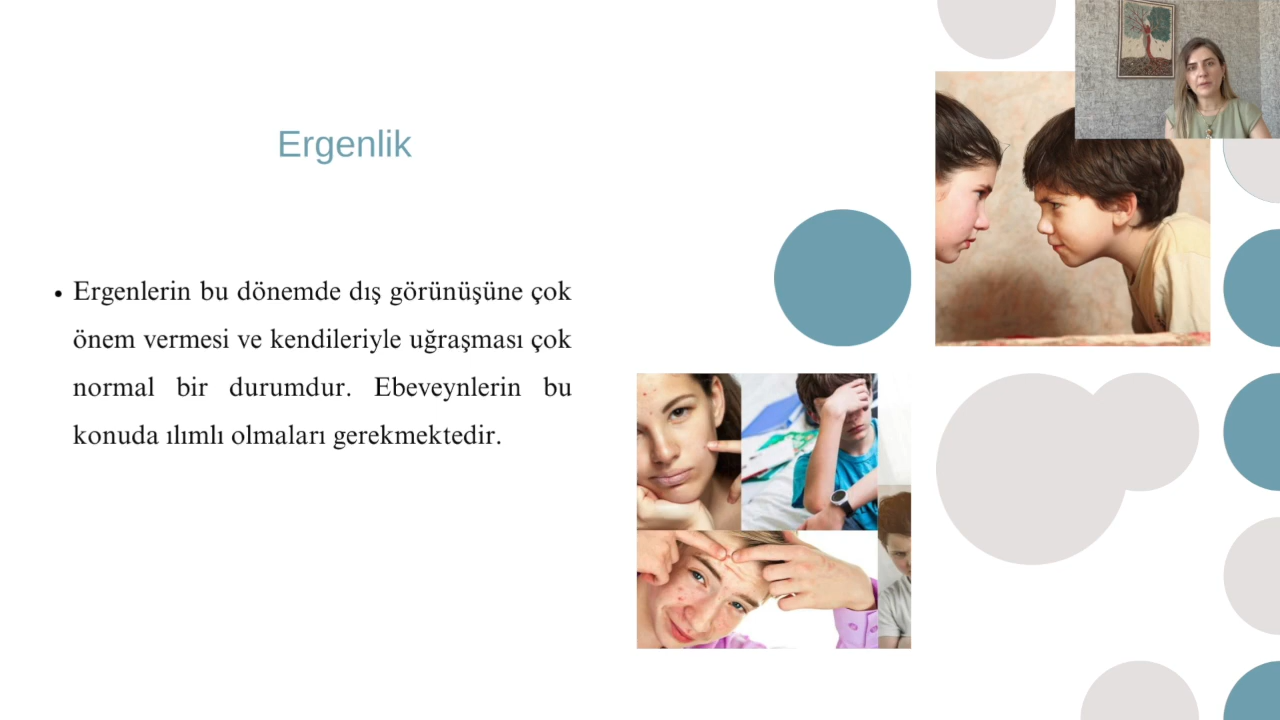 Ergenlik
• Ergenlerin bu dönemde dış görünüşüne çok
önem vermesi ve kendileriyle uğraşması çok
normal bir durumdur. Ebeveynlerin bu
konuda ılımlı olmaları gerekmektedir.